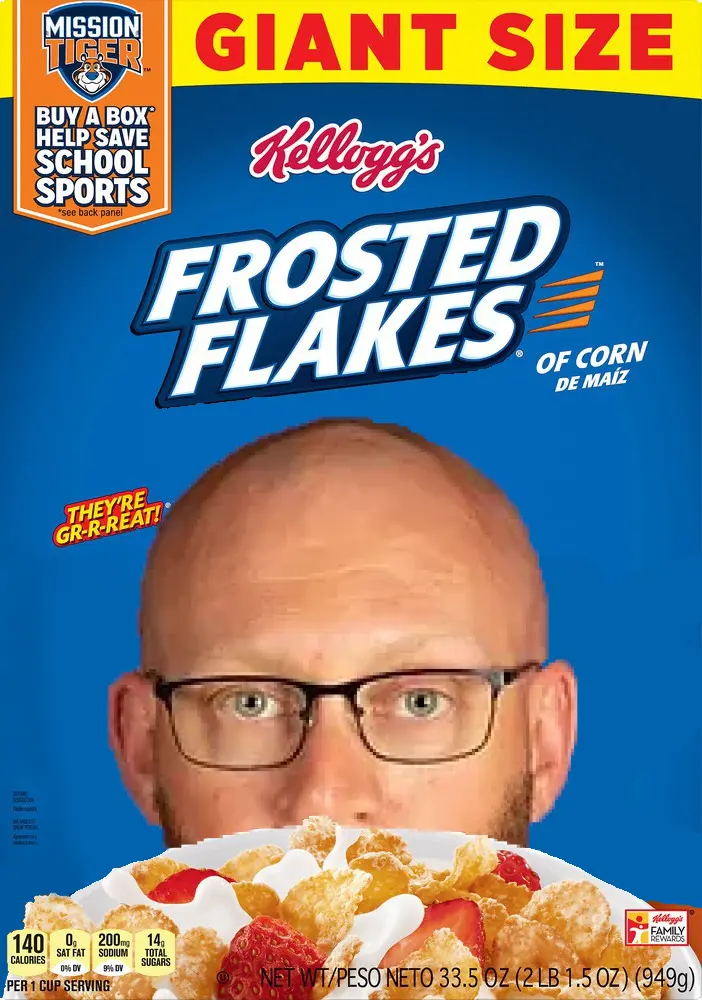 MISSION
TIGER™
GIANT SIZE
BUY A BOX*
HELP SAVE
SCHOOL
SPORTS
*see back panel
Kellogg's
FROSTED
FLAKES®
™
OF CORN
DE MAÍZ
THEY'RE
GR-R-REAT!®
140
CALORIES
0g
SAT FAT
0% DV
200mg
SODIUM
9% DV
14g
TOTAL
SUGARS
PER 1 CUP SERVING
Kellogg's
FAMILY
REWARDS
NET WT/PESO NETO 33.5 OZ (2 LB 1.5 OZ) (949g)